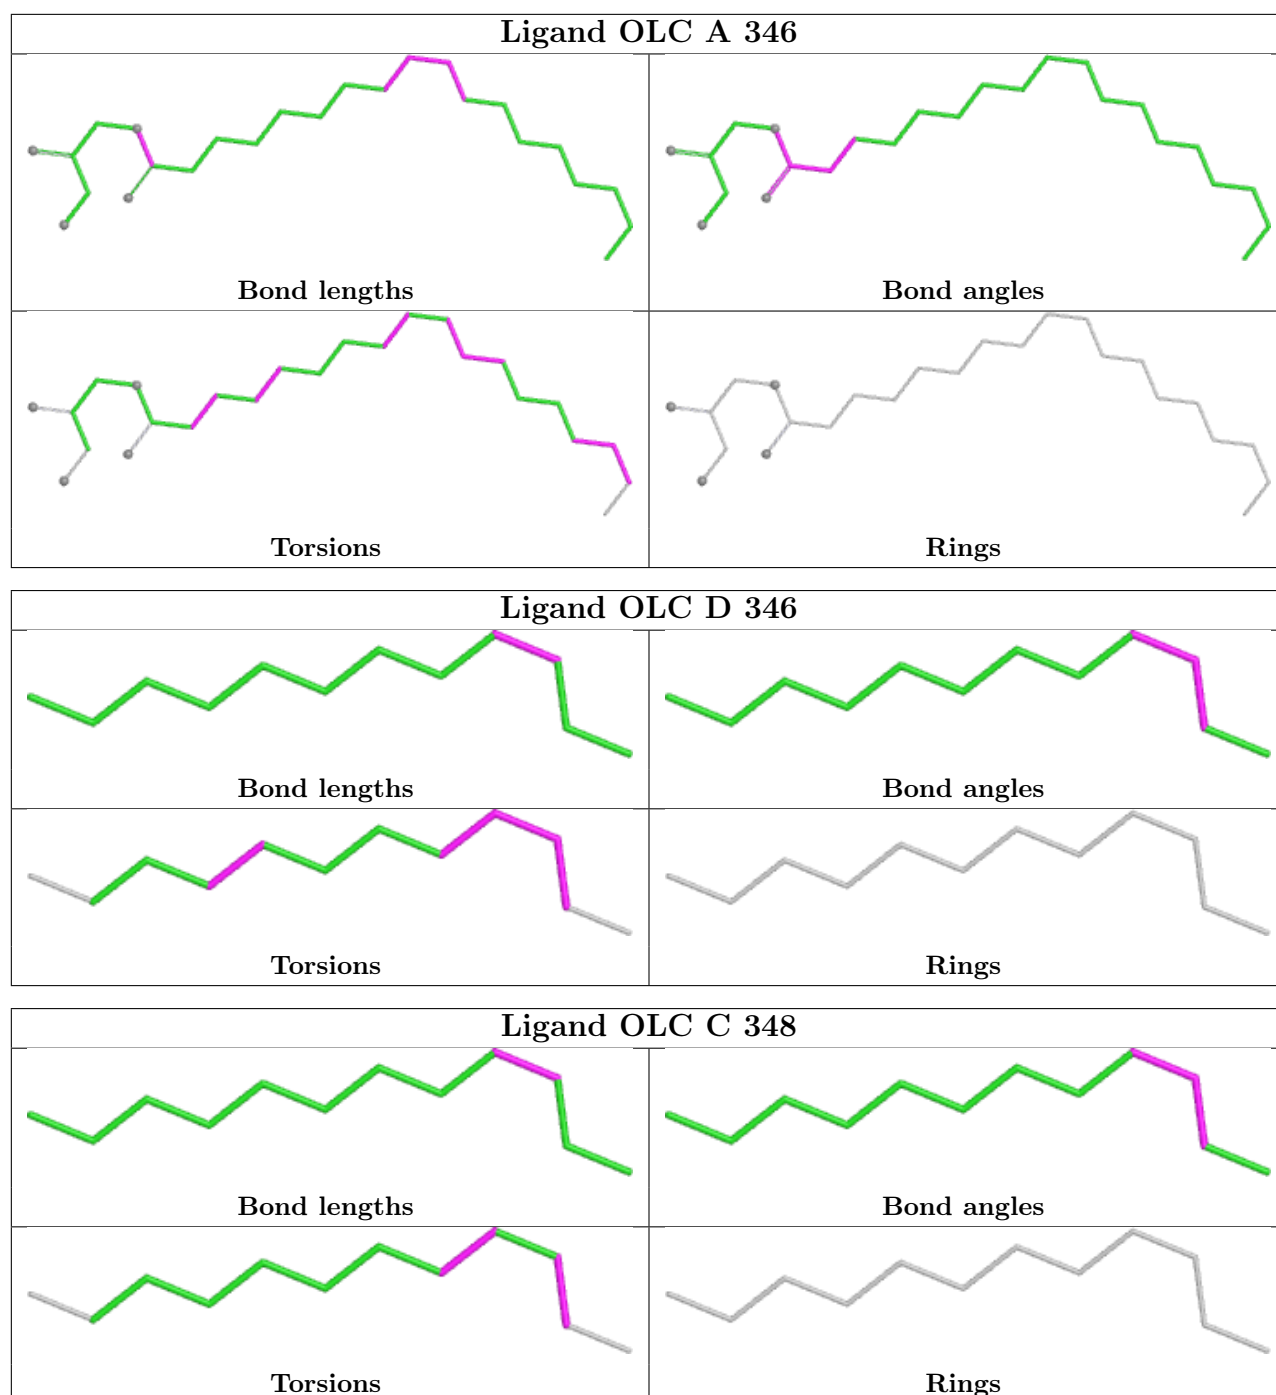 Ligand OLC A 346
Bond lengths
Bond angles
Torsions
Rings
Ligand OLC D 346
Bond lengths
Bond angles
Torsions
Rings
Ligand OLC C 348
Bond lengths
Bond angles
Torsions
Rings